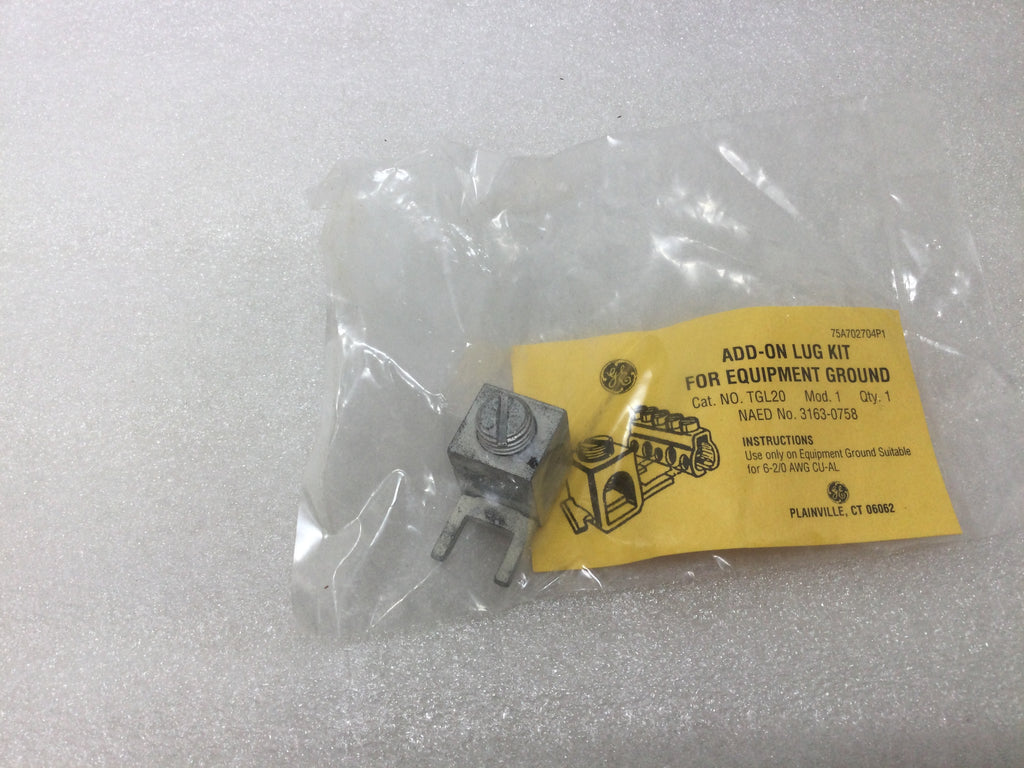 75A702704P1
ADD-ON LUG KIT
FOR EQUIPMENT GROUND
Cat. NO. TGL20 Mod. 1 Qty. 1
NAED No. 3163-0758
INSTRUCTIONS
Use only on Equipment Ground Suitable
for 6-2/0 AWG CU-AL
GE
PLAINVILLE, CT 06062